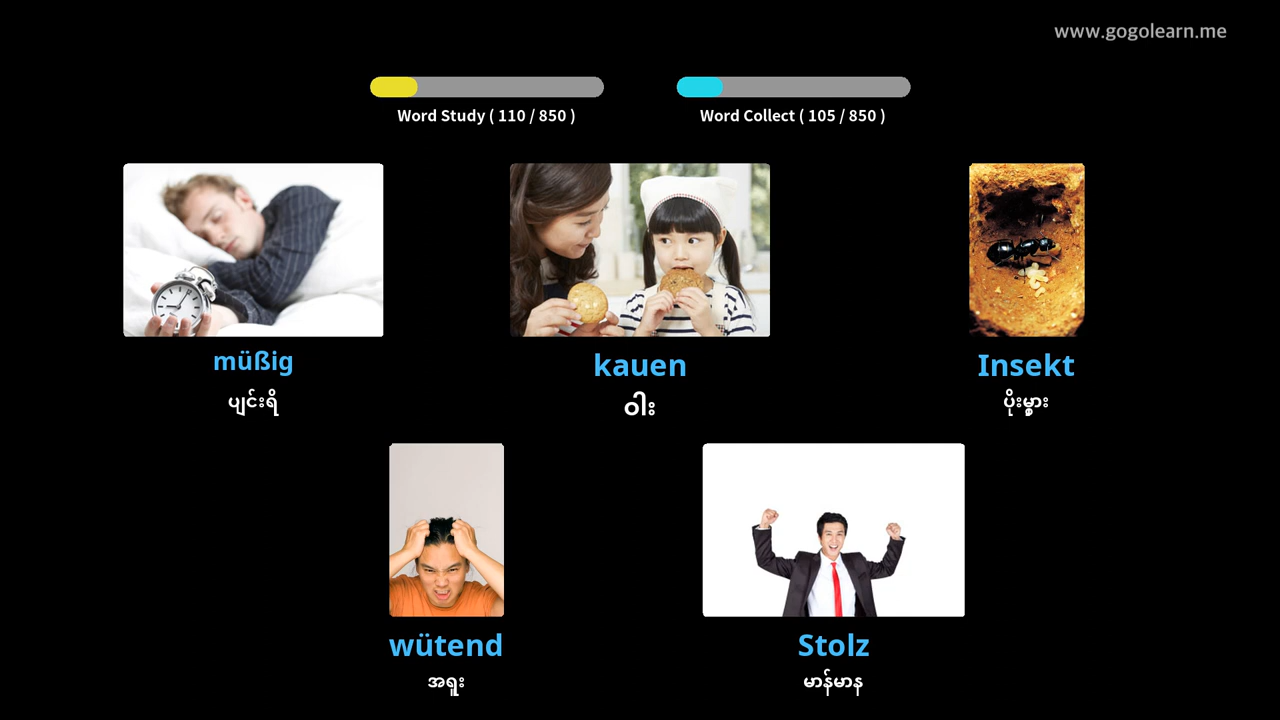 www.gogolearn.me
Word Study ( 110 / 850 )
Word Collect ( 105 / 850 )
müßig
ပျင်းရိ
kauen
ဝါး
Insekt
ပိုးမွှား
wütend
အရူး
Stolz
မာန်မာန